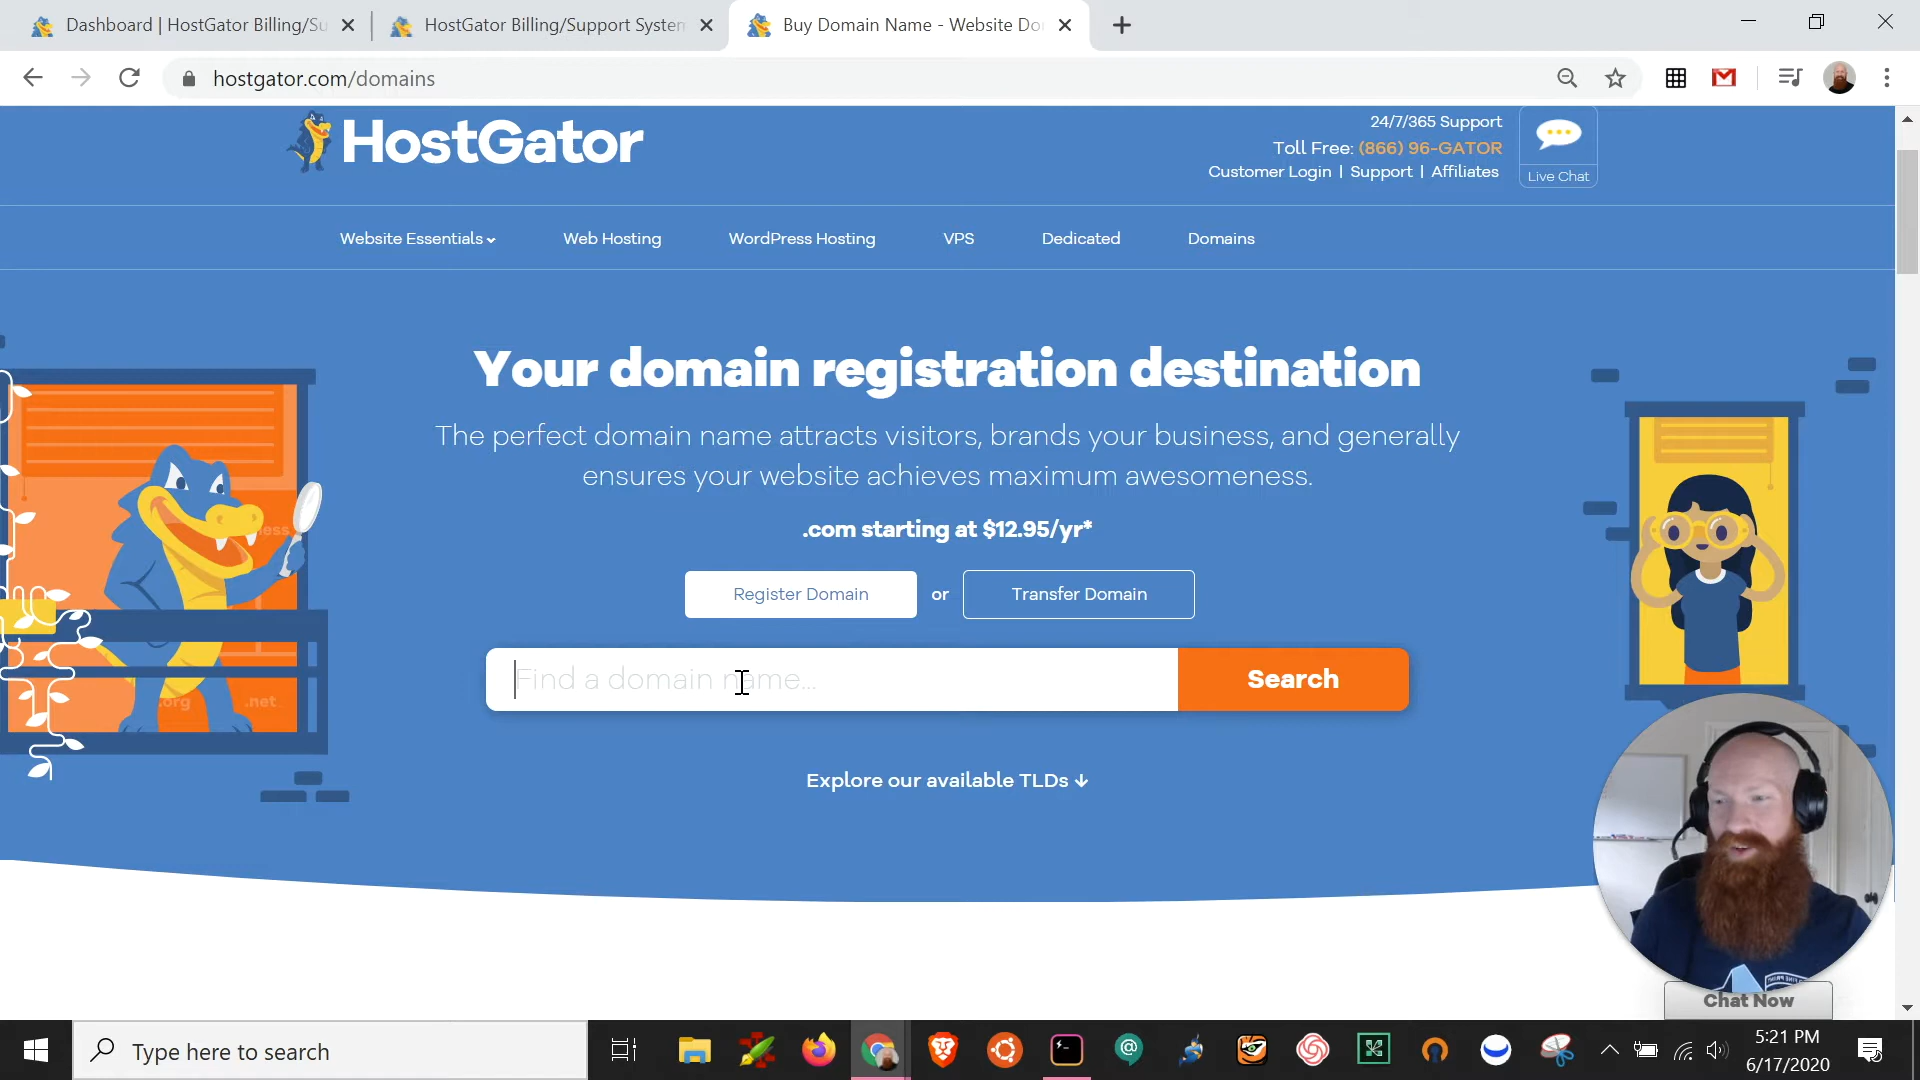 Dashboard | HostGator Billing/Su
HostGator Billing/Support System
Buy Domain Name - Website Do
hostgator.com/domains
HostGator
24/7/365 Support
Toll Free: (866) 96-GATOR
Customer Login | Support | Affiliates
Live Chat
Website Essentials
Web Hosting
WordPress Hosting
VPS
Dedicated
Domains
Your domain registration destination
The perfect domain name attracts visitors, brands your business, and generally
ensures your website achieves maximum awesomeness.
.com starting at $12.95/yr*
Register Domain
or
Transfer Domain
Find a domain name...
Search
.org
.net
Explore our available TLDs
Chat Now
Type here to search
5:21 PM
6/17/2020